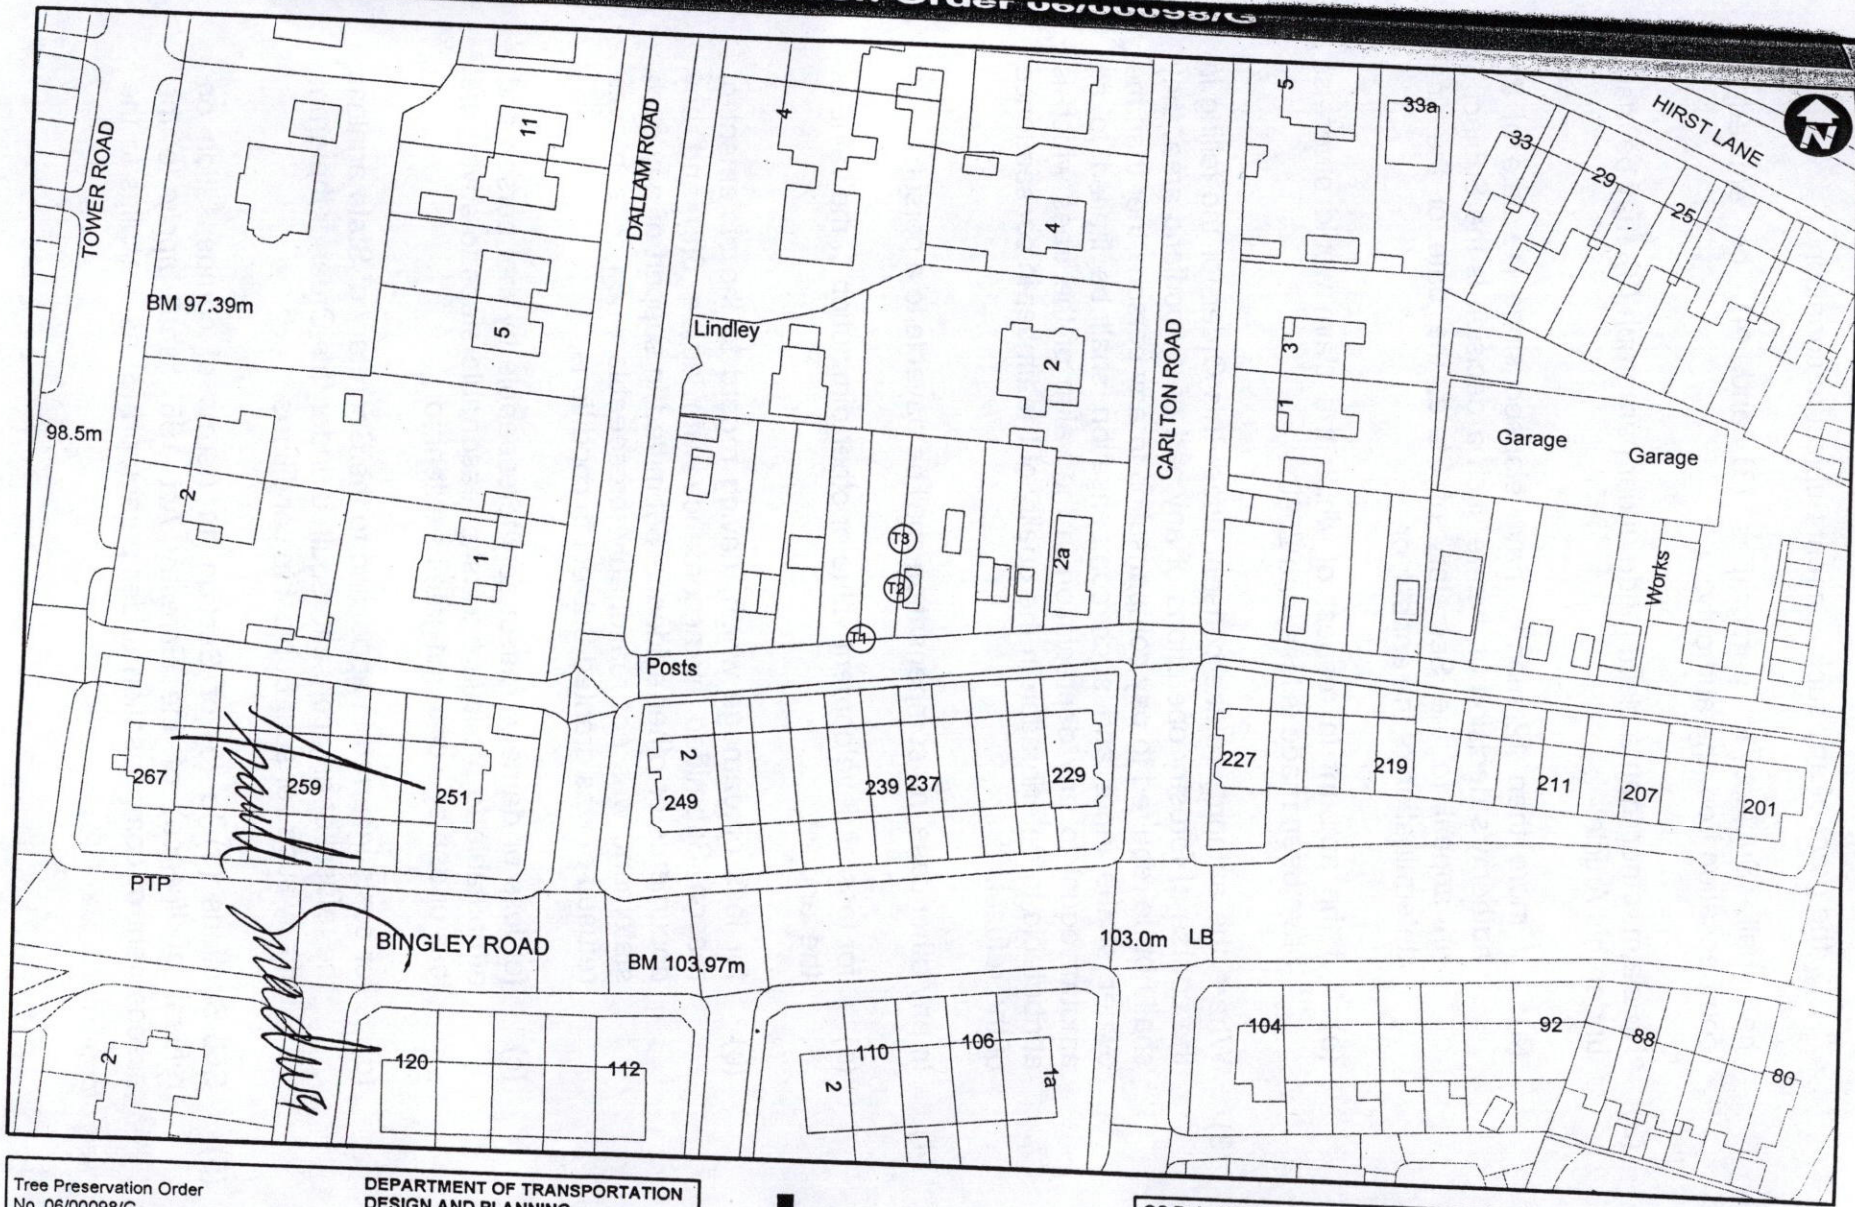 Order 06/00098/G
TOWER ROAD
DALLAM ROAD
CARLTON ROAD
HIRST LANE
N
11
4
5
33a
33
29
25
4
BM 97.39m
5
Lindley
2
3
1
98.5m
2
1
T3
T2
T1
2a
Garage
Garage
Works
Posts
267
259
251
2
249
239
237
229
227
219
211
207
201
PTP
BINGLEY ROAD
BM 103.97m
103.0m
LB
2
120
112
110
106
2
1a
104
92
88
80
Tree Preservation Order
No. 06/00098/G
DEPARTMENT OF TRANSPORTATION
DESIGN AND PLANNING